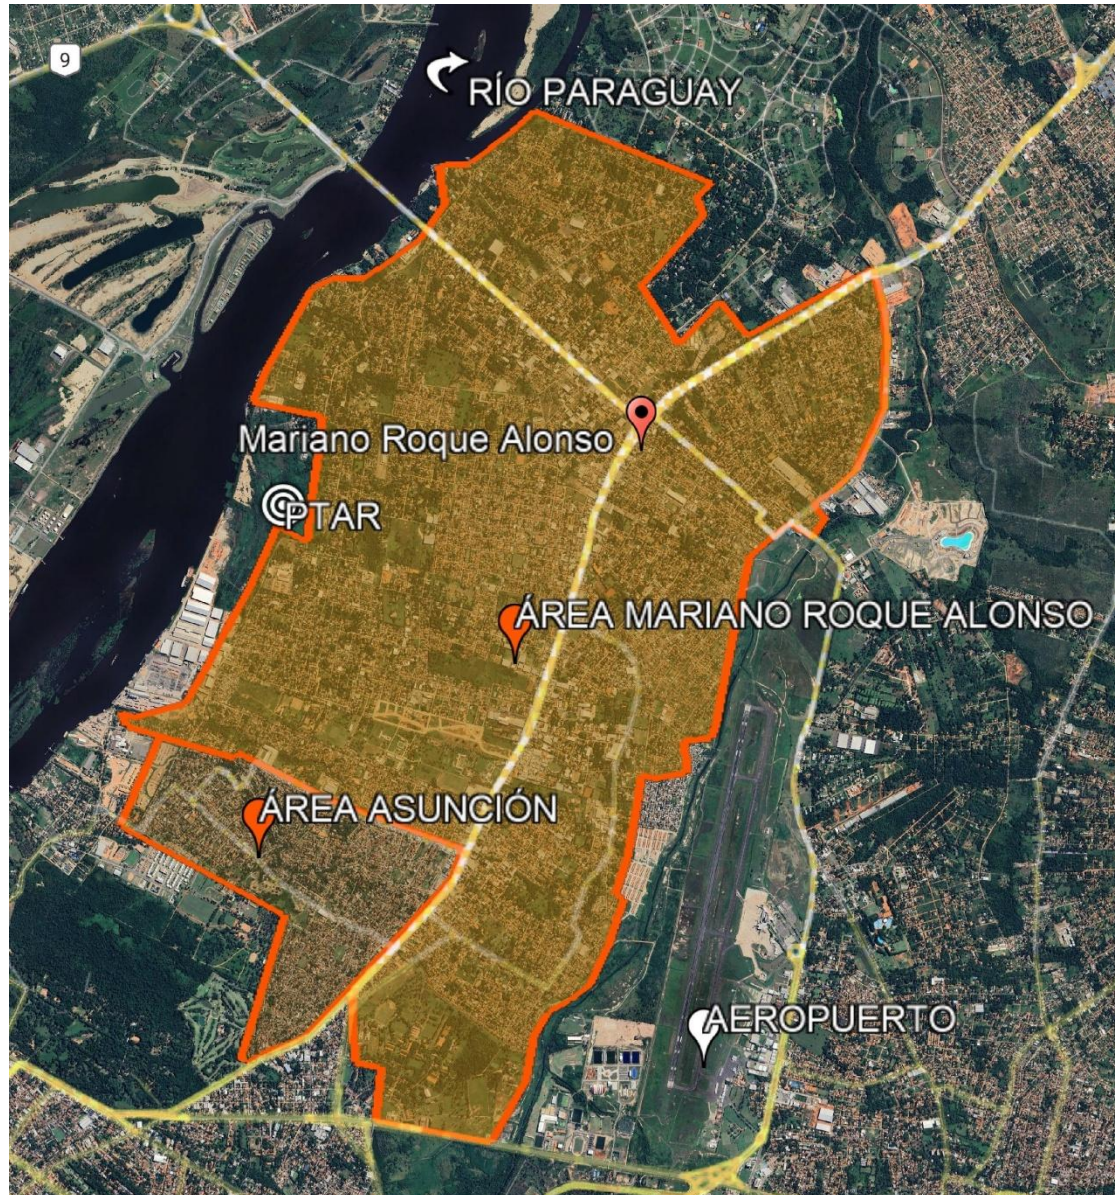 9
RÍO PARAGUAY
Mariano Roque Alonso
PTAR
ÁREA MARIANO ROQUE ALONSO
ÁREA ASUNCIÓN
AEROPUERTO